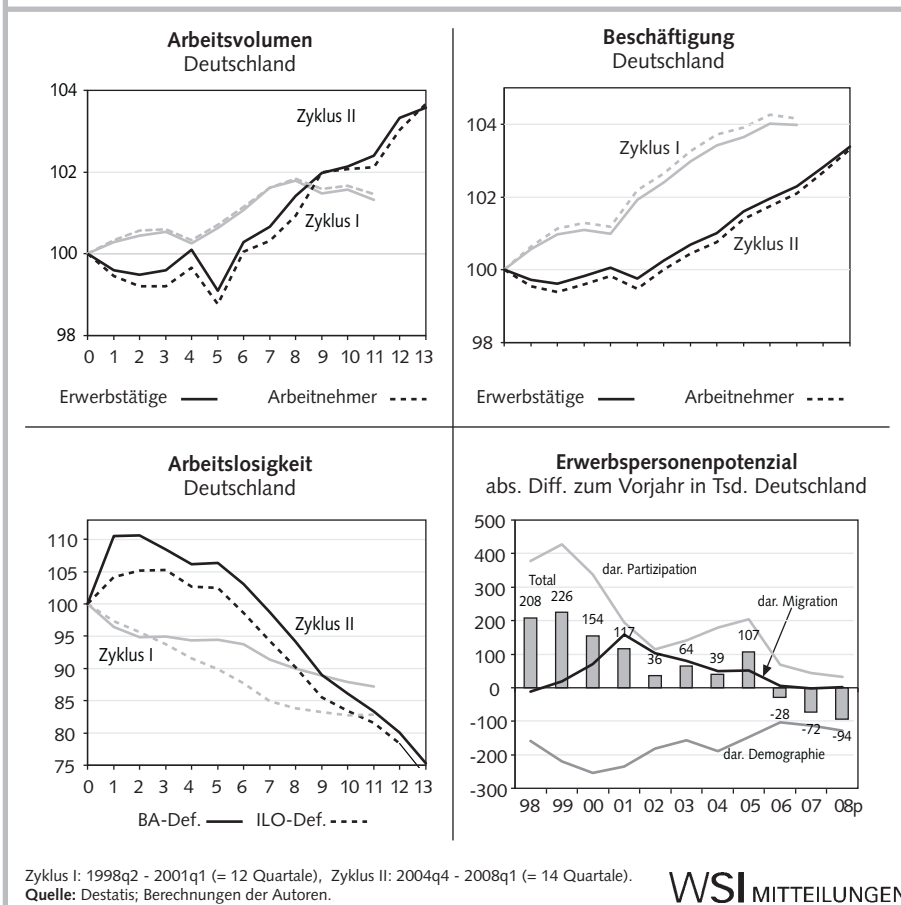 Arbeitsvolumen
Deutschland
104
102
100
98
Zyklus II
Zyklus I
0 1 2 3 4 5 6 7 8 9 10 11 12 13
Erwerbstätige Arbeitnehmer
Beschäftigung
Deutschland
104
102
100
98
Zyklus I
Zyklus II
Erwerbstätige Arbeitnehmer
Arbeitslosigkeit
Deutschland
110
105
100
95
90
85
80
75
Zyklus II
Zyklus I
0 1 2 3 4 5 6 7 8 9 10 11 12 13
BA-Def. ILO-Def.
Erwerbspersonenpotenzial
abs. Diff. zum Vorjahr in Tsd. Deutschland
500
400
300
200
100
0
-100
-200
-300
dar. Partizipation
Total
dar. Migration
208 226 154 117 36 64 39 107 -28 -72 -94
dar. Demographie
98 99 00 01 02 03 04 05 06 07 08p
Zyklus I: 1998q2 - 2001q1 (= 12 Quartale), Zyklus II: 2004q4 - 2008q1 (= 14 Quartale).
Quelle: Destatis; Berechnungen der Autoren.
WSI MITTEILUNGEN